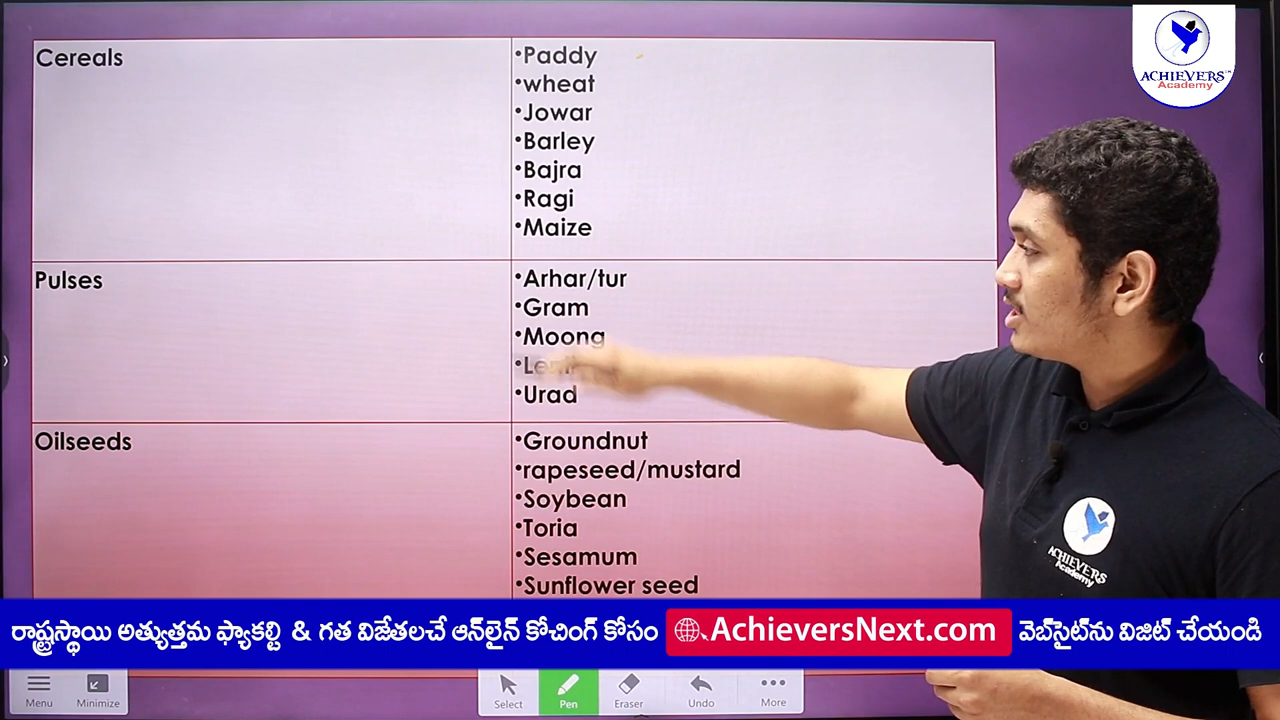 Cereals
•Paddy
•wheat
•Jowar
•Barley
•Bajra
•Ragi
•Maize
Pulses
•Arhar/tur
•Gram
•Moong
•Urad
Oilseeds
•Groundnut
•rapeseed/mustard
•Soybean
•Toria
•Sesamum
•Sunflower seed
ACHIEVERS
Academy
ACHIEVERS
Academy
రాష్ట్రస్థాయి అత్యుత్తమ ఫ్యాకల్టి & గత విజేతలచే ఆన్‌లైన్ కోచింగ్ కోసం AchieversNext.com వెబ్‌సైట్‌ను విజిట్ చేయండి
Menu Minimize Select Pen Eraser Undo More